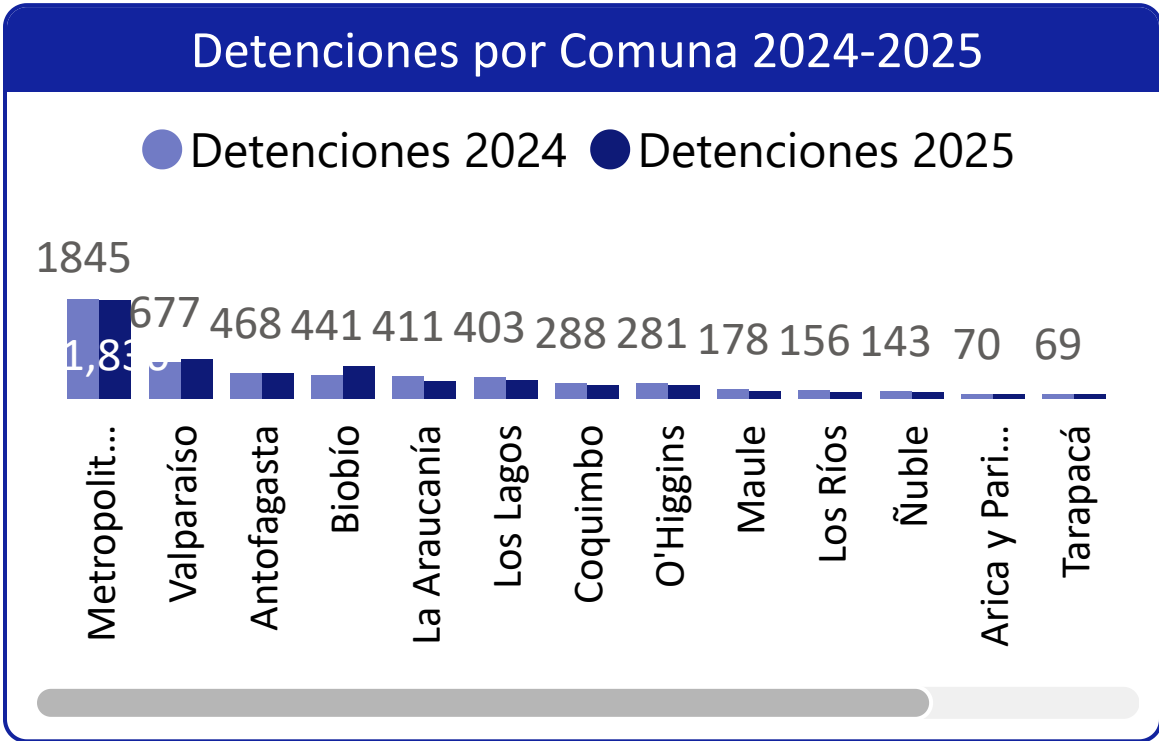 Detenciones por Comuna 2024-2025
Detenciones 2024 Detenciones 2025
1845
677 468 441 411 403 288 281 178 156 143 70 69
Metropolit...
Valparaíso
Antofagasta
Biobío
La Araucanía
Los Lagos
Coquimbo
O'Higgins
Maule
Los Ríos
Ñuble
Arica y Pari...
Tarapacá